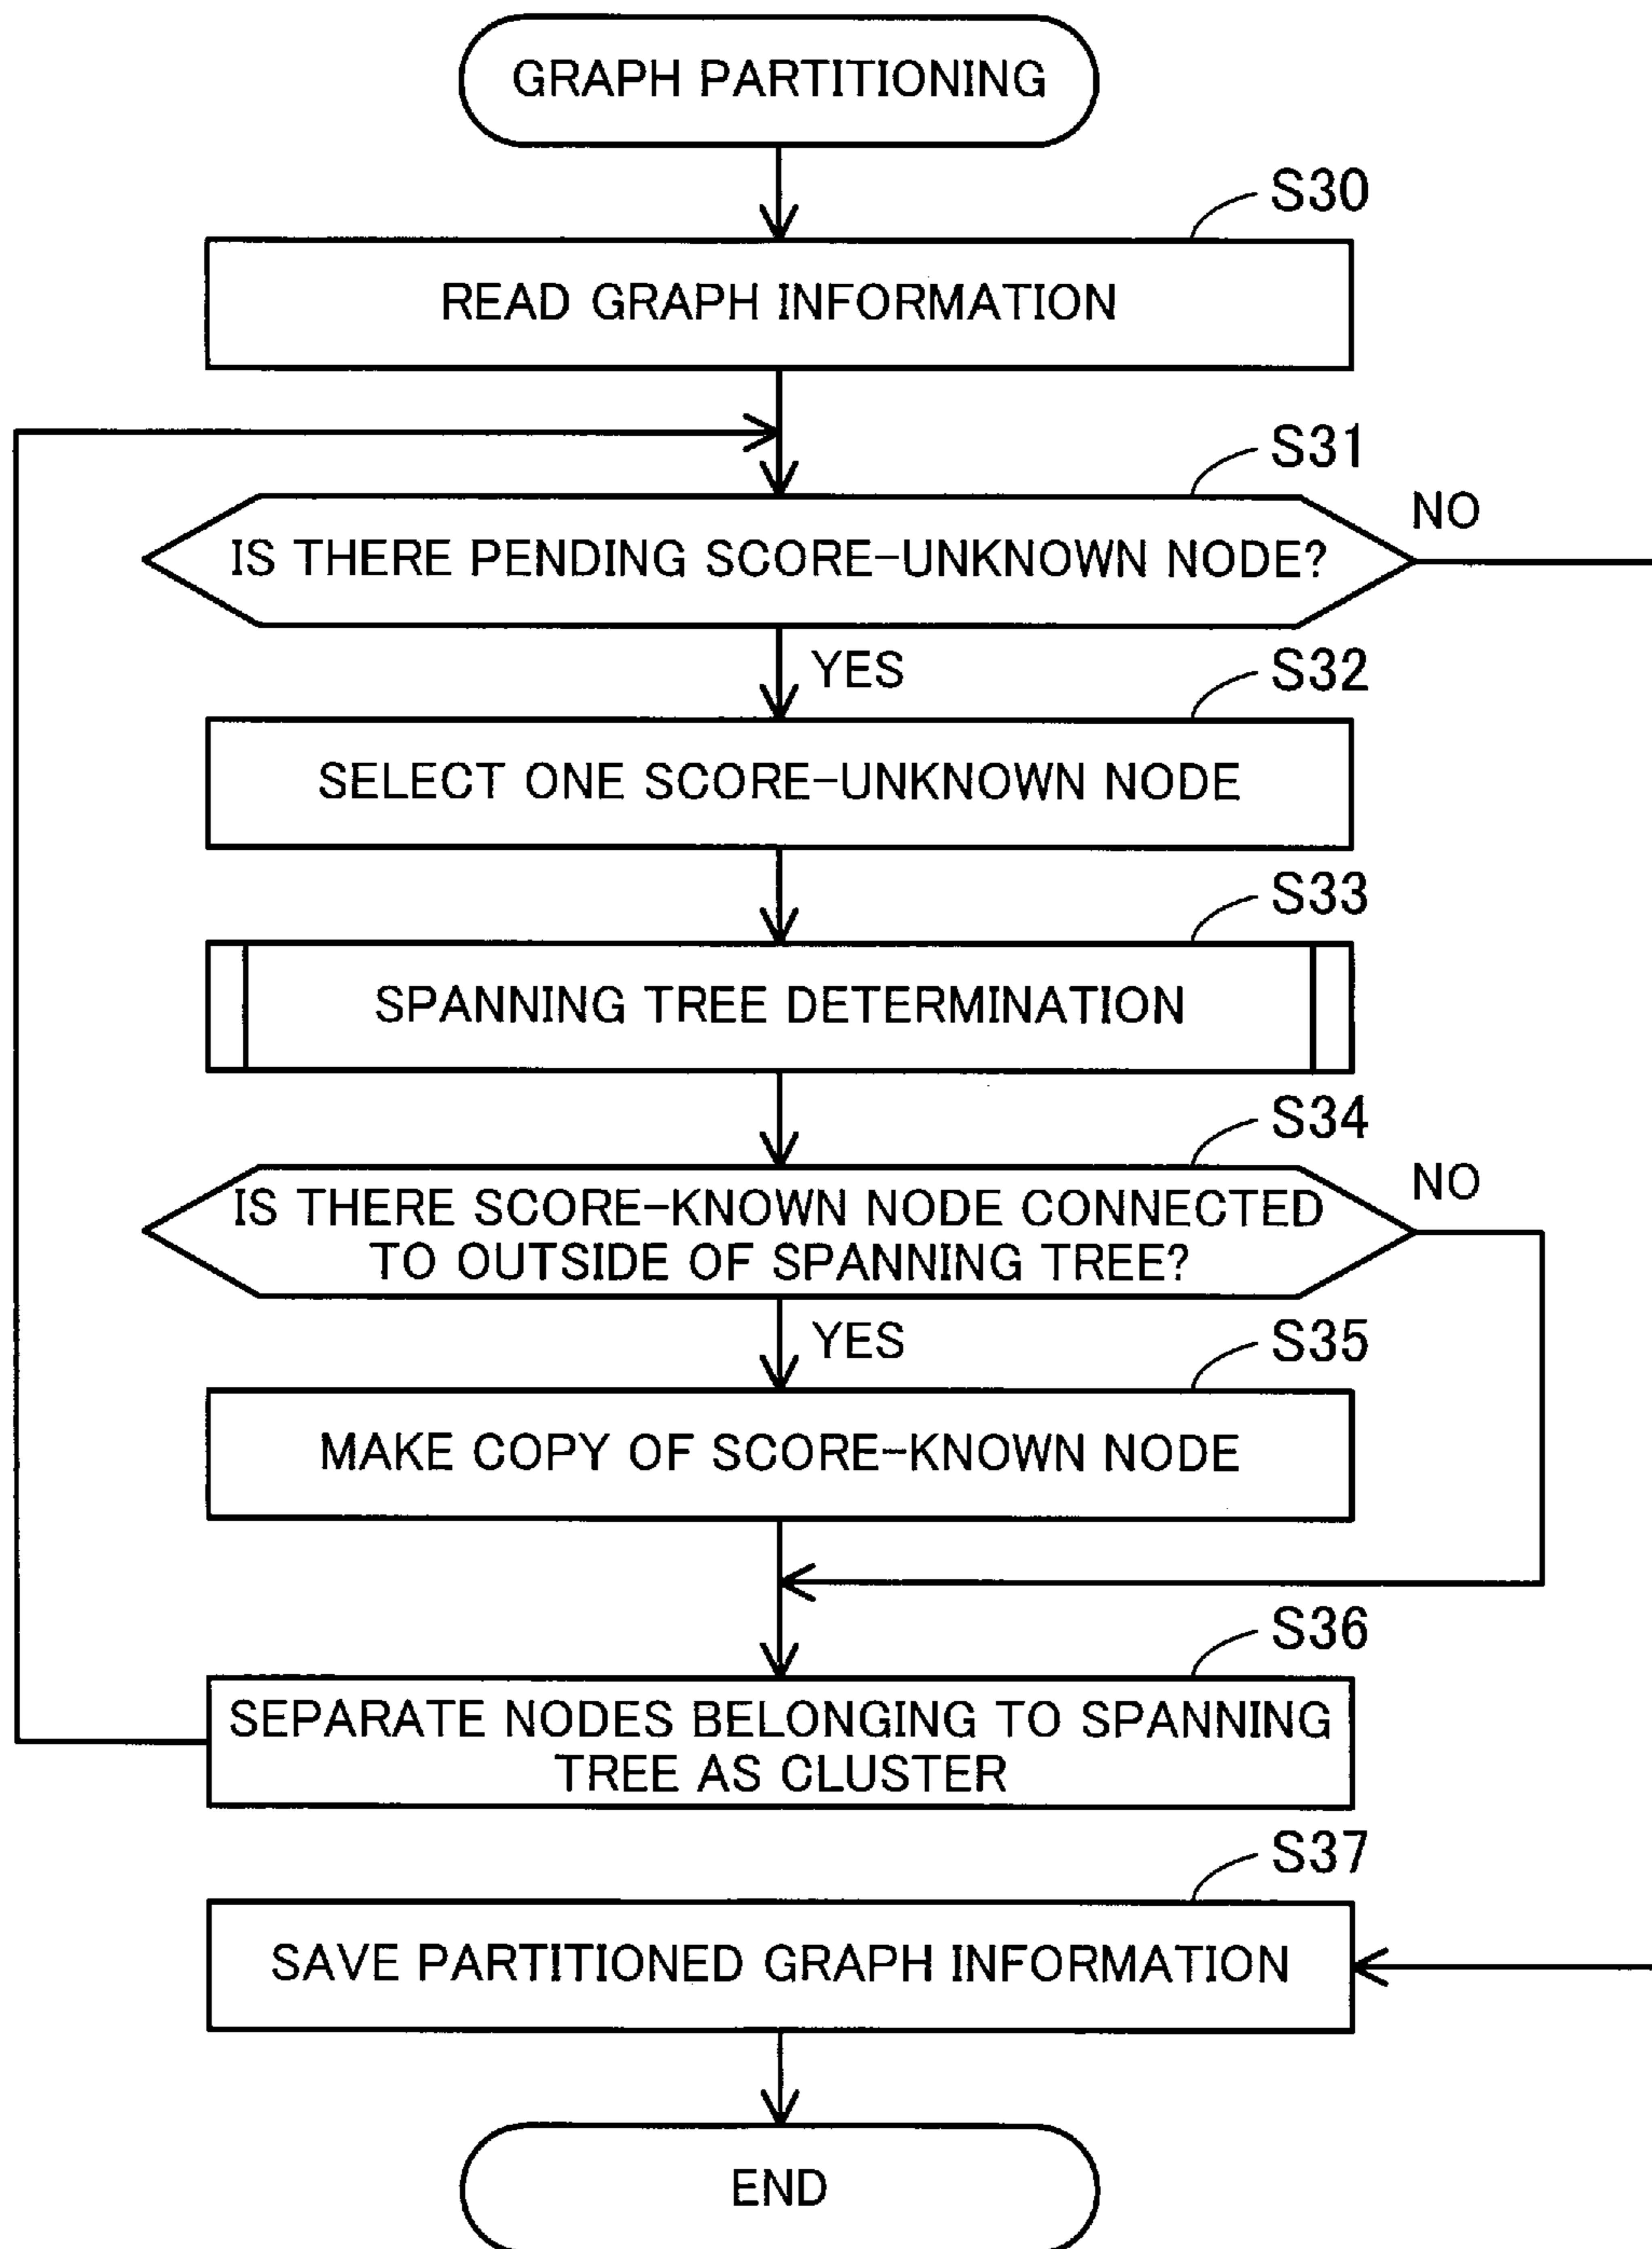 GRAPH PARTITIONING
S30
READ GRAPH INFORMATION
S31
NO
IS THERE PENDING SCORE-UNKNOWN NODE?
YES
S32
SELECT ONE SCORE-UNKNOWN NODE
S33
SPANNING TREE DETERMINATION
S34
NO
IS THERE SCORE-KNOWN NODE CONNECTED
TO OUTSIDE OF SPANNING TREE?
YES
S35
MAKE COPY OF SCORE-KNOWN NODE
S36
SEPARATE NODES BELONGING TO SPANNING
TREE AS CLUSTER
S37
SAVE PARTITIONED GRAPH INFORMATION
END